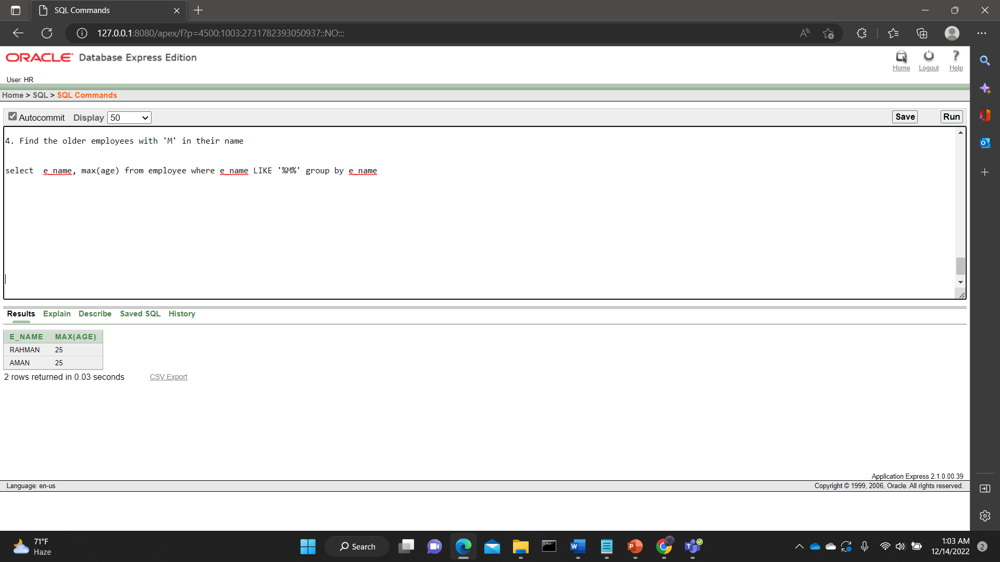 SQL Commands
127.0.0.1:8080/apex/f?p=4500:1003:2731782393050937::NO:::
ORACLE Database Express Edition
Home Logout Help
User: HR
Home > SQL > SQL Commands
Autocommit Display 50 Save Run
4. Find the older employees with 'M' in their name
select  e_name, max(age) from employee where e_name LIKE '%M%' group by e_name
Results Explain Describe Saved SQL History
E_NAME MAX(AGE)
RAHMAN 25
AMAN 25
2 rows returned in 0.03 seconds CSV Export
Application Express 2.1.0.00.39
Language: en-us Copyright © 1999, 2006, Oracle. All rights reserved.
71°F
Haze
Search
1:03 AM
12/14/2022
2